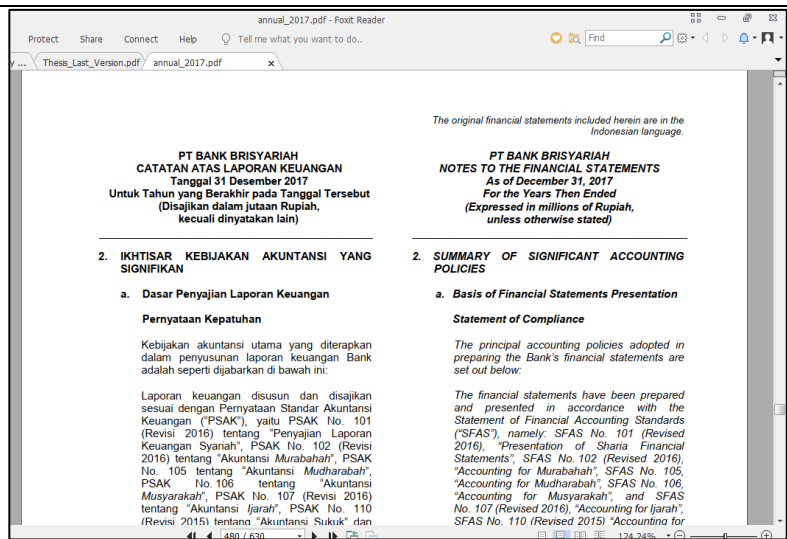 annual_2017.pdf - Foxit Reader
Protect Share Connect Help Tell me what you want to do.. Find
y ... Thesis_Last_Version.pdf annual_2017.pdf x
The original financial statements included herein are in the
Indonesian language.
PT BANK BRISYARIAH
CATATAN ATAS LAPORAN KEUANGAN
Tanggal 31 Desember 2017
Untuk Tahun yang Berakhir pada Tanggal Tersebut
(Disajikan dalam jutaan Rupiah,
kecuali dinyatakan lain)
2. IKHTISAR KEBIJAKAN AKUNTANSI YANG
SIGNIFIKAN
a. Dasar Penyajian Laporan Keuangan
Pernyataan Kepatuhan
Kebijakan akuntansi utama yang diterapkan
dalam penyusunan laporan keuangan Bank
adalah seperti dijabarkan di bawah ini:
Laporan keuangan disusun dan disajikan
sesuai dengan Pernyataan Standar Akuntansi
Keuangan ("PSAK"), yaitu PSAK No. 101
(Revisi 2016) tentang "Penyajian Laporan
Keuangan Syariah", PSAK No. 102 (Revisi
2016) tentang "Akuntansi Murabahah", PSAK
No. 105 tentang "Akuntansi Mudharabah",
PSAK No. 106 tentang "Akuntansi
Musyarakah", PSAK No. 107 (Revisi 2016)
tentang "Akuntansi Ijarah", PSAK No. 110
(Revisi 2015) tentang "Akuntansi Sukuk" dan
PT BANK BRISYARIAH
NOTES TO THE FINANCIAL STATEMENTS
As of December 31, 2017
For the Years Then Ended
(Expressed in millions of Rupiah,
unless otherwise stated)
2. SUMMARY OF SIGNIFICANT ACCOUNTING
POLICIES
a. Basis of Financial Statements Presentation
Statement of Compliance
The principal accounting policies adopted in
preparing the Bank's financial statements are
set out below:
The financial statements have been prepared
and presented in accordance with the
Statement of Financial Accounting Standards
("SFAS"), namely: SFAS No. 101 (Revised
2016), "Presentation of Sharia Financial
Statements", SFAS No. 102 (Revised 2016),
"Accounting for Murabahah", SFAS No. 105,
"Accounting for Mudharabah", SFAS No. 106,
"Accounting for Musyarakah", and SFAS
No. 107 (Revised 2016), "Accounting for Ijarah",
SFAS No. 110 (Revised 2015) "Accounting for
480 / 630 124.24%